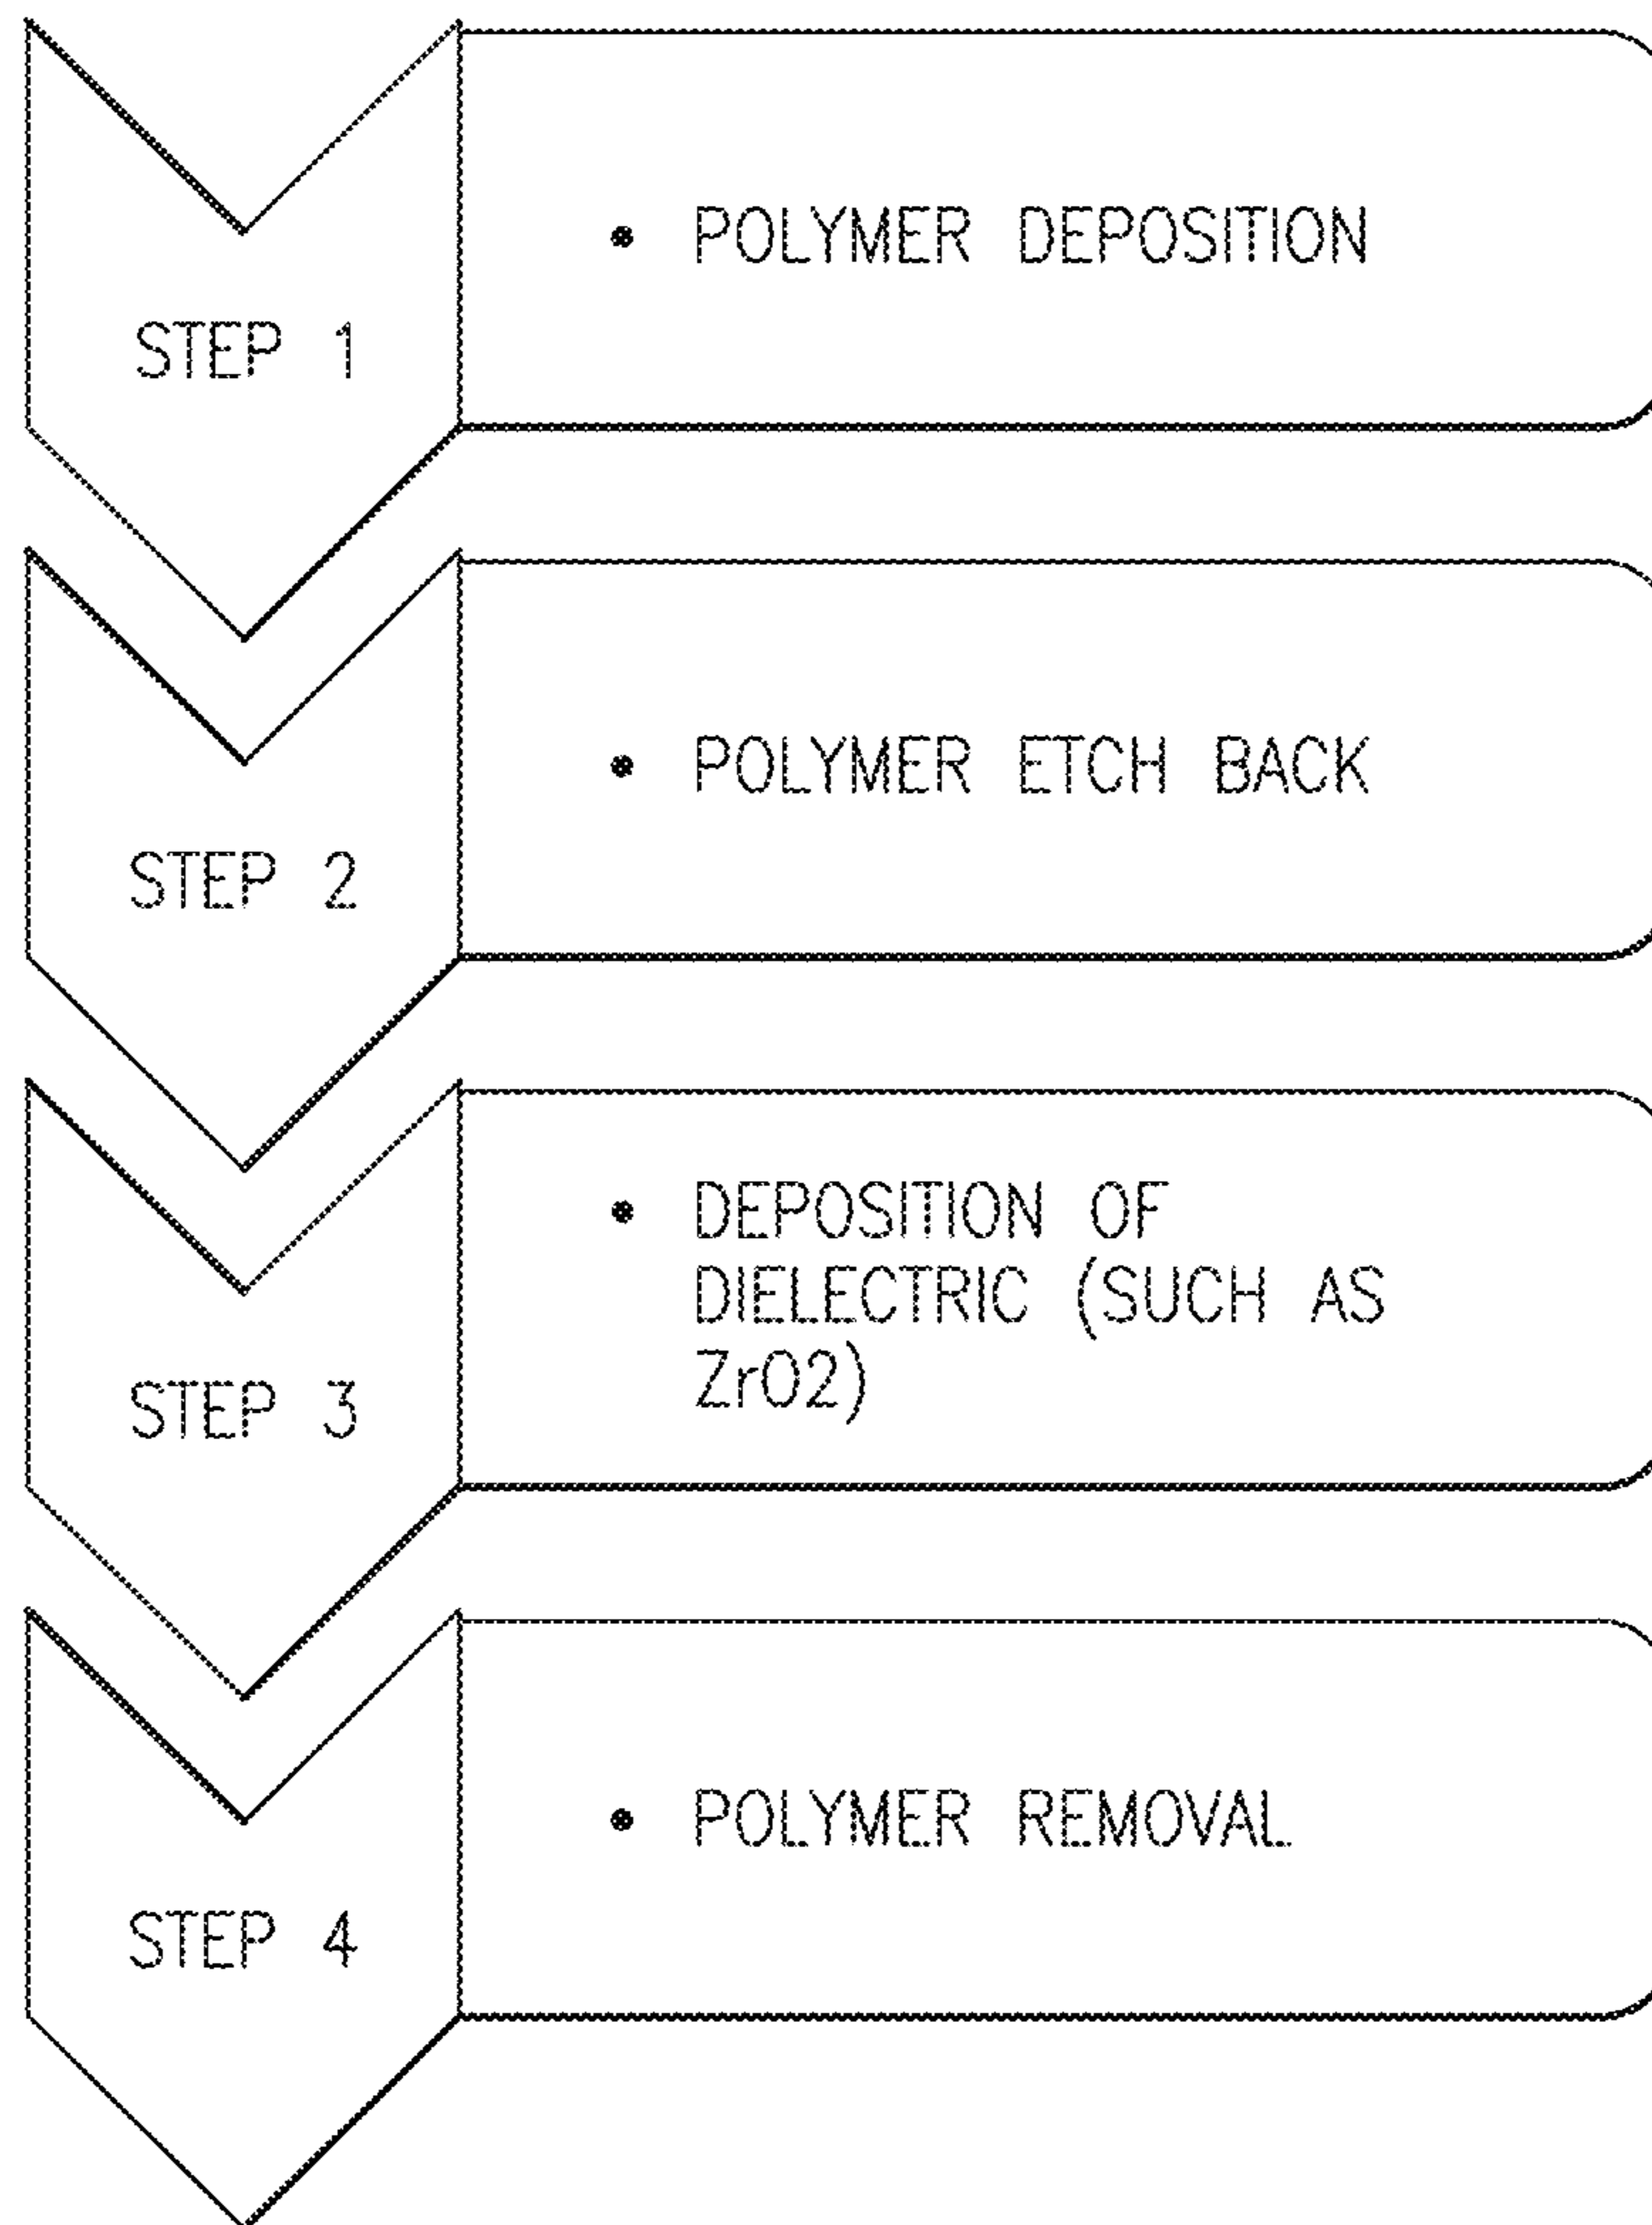 STEP 1
• POLYMER DEPOSITION
STEP 2
• POLYMER ETCH BACK
STEP 3
• DEPOSITION OF
DIELECTRIC (SUCH AS
ZrO2)
STEP 4
• POLYMER REMOVAL